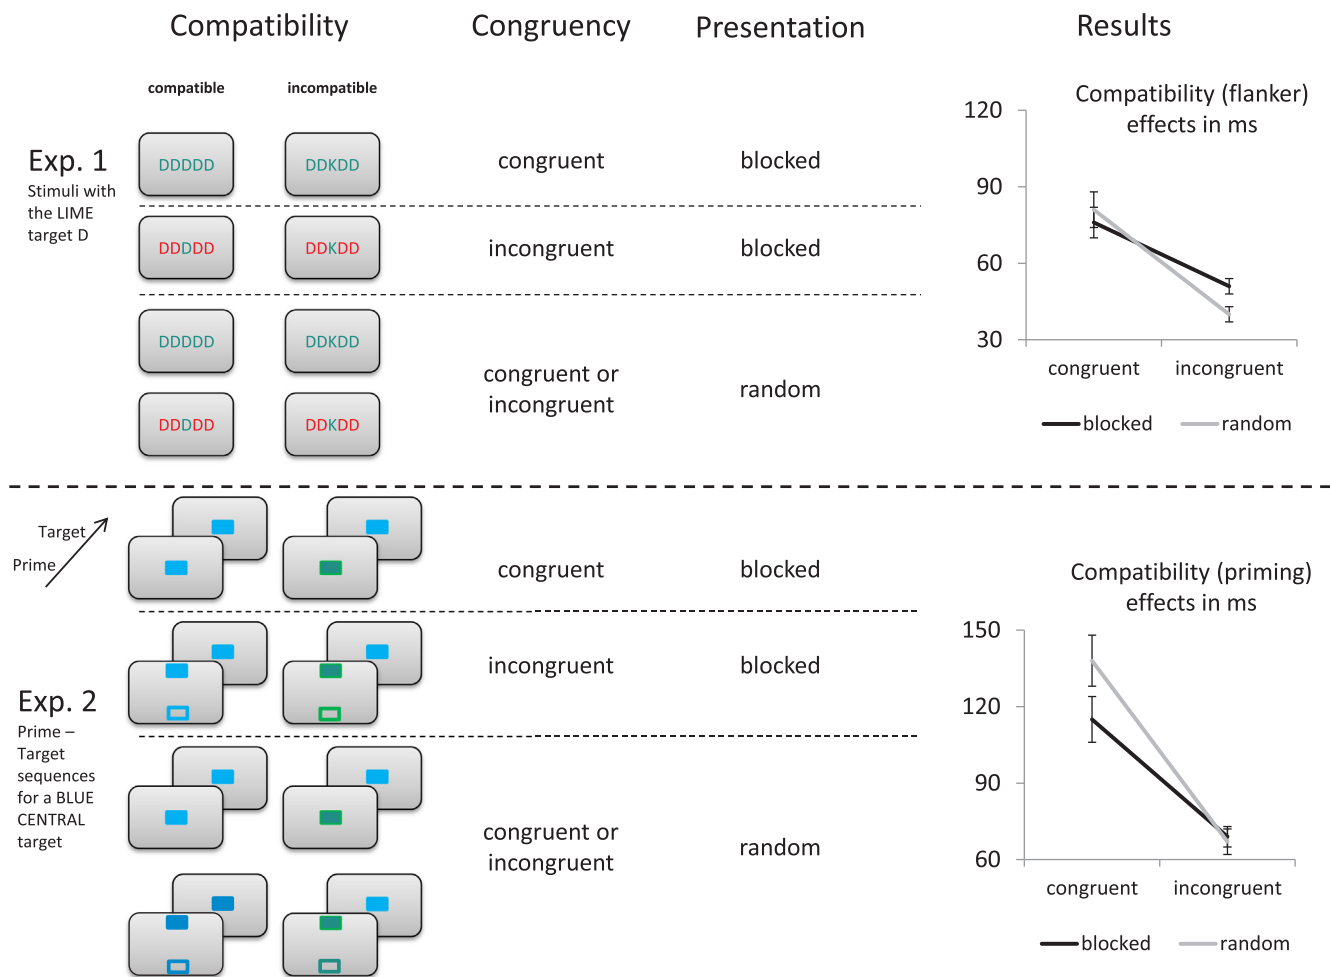 Compatibility Congruency Presentation Results
compatible incompatible
Exp. 1
Stimuli with
the LIME
target D
DDDDD DDKDD congruent blocked
DDDDD DDKDD incongruent blocked
DDDDD DDKDD
congruent or
incongruent
random
DDDDD DDKDD
Compatibility (flanker)
effects in ms
120
90
60
30
congruent incongruent
blocked random
Target
Prime
congruent blocked
incongruent blocked
Exp. 2
Prime –
Target
sequences
for a BLUE
CENTRAL
target
congruent or
incongruent
random
Compatibility (priming)
effects in ms
150
120
90
60
congruent incongruent
blocked random